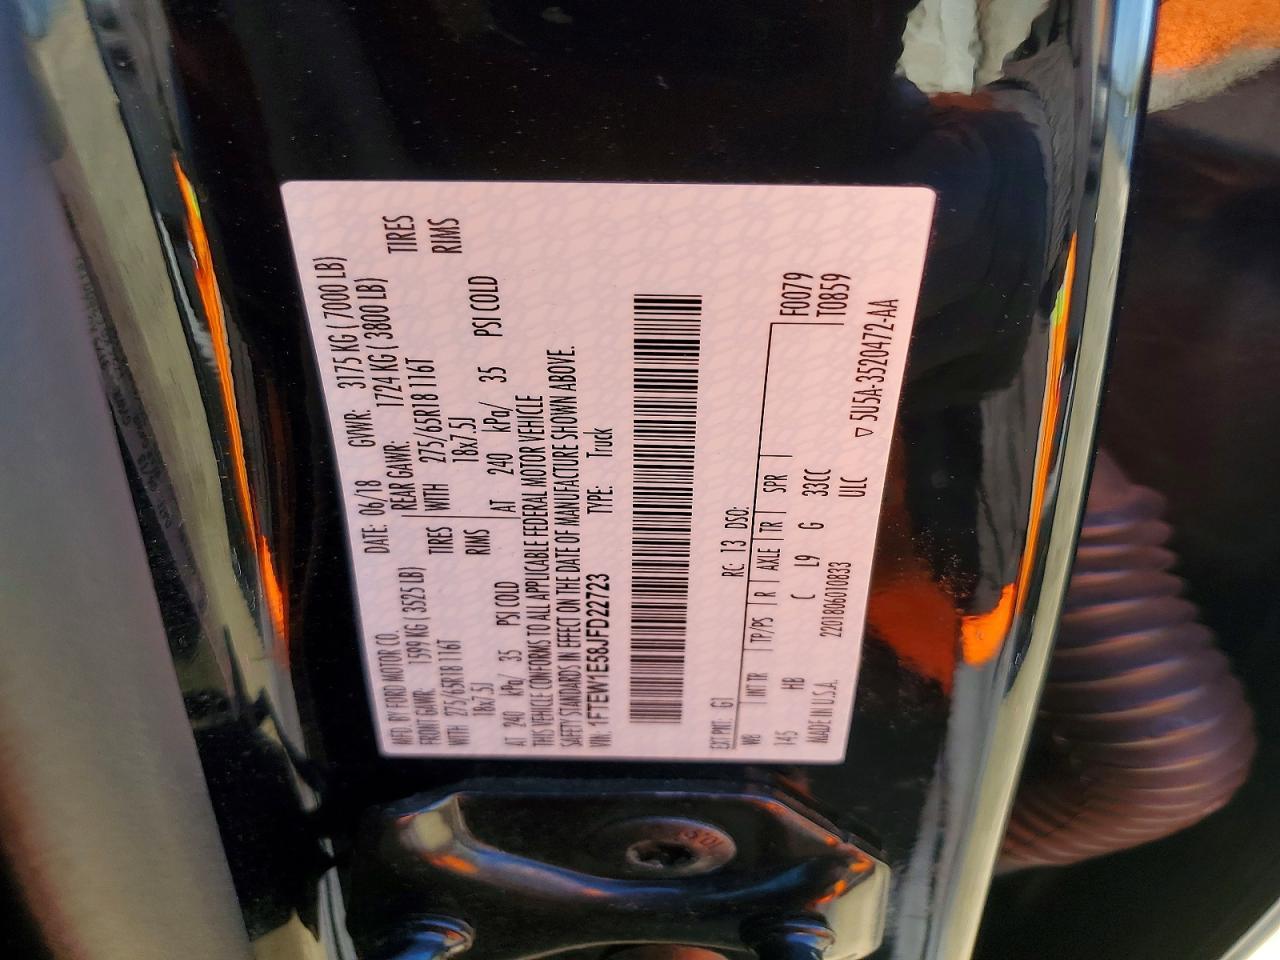 MFD. BY FORD MOTOR CO.
DATE: 06/18 GVWR: 3175 KG ( 7000 LB)
FRONT GAWR: 1599 KG ( 3525 LB) REAR GAWR: 1724 KG ( 3800 LB)
WITH 275/65R18 116T TIRES WITH 275/65R18 116T TIRES
18x7.5J RIMS 18x7.5J RIMS
AT 240 kPa/ 35 PSI COLD AT 240 kPa/ 35 PSI COLD
THIS VEHICLE CONFORMS TO ALL APPLICABLE FEDERAL MOTOR VEHICLE
SAFETY STANDARDS IN EFFECT ON THE DATE OF MANUFACTURE SHOWN ABOVE.
VIN: 1FTEW1E58JFD22723 TYPE: Truck
EXT PNT: G1 RC: 13 DSO: F0079
WB INT TR TP/PS R AXLE TR SPR T0859
145 HB C L9 G 33CC
MADE IN U.S.A. 2201806010833 UIC
▽ 5U5A-3520472-AA
10.9